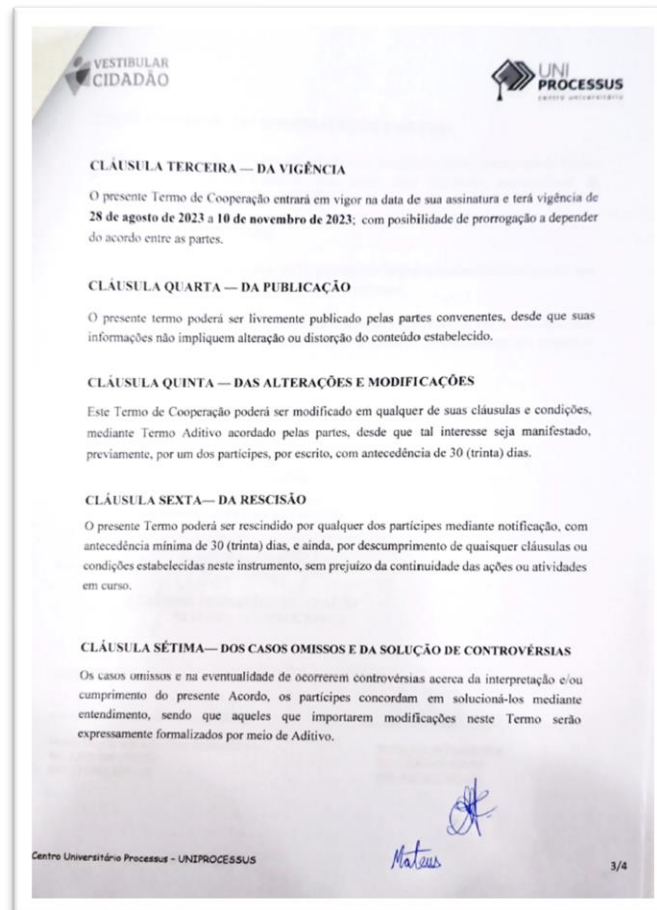 VESTIBULAR
CIDADÃO
UNI
PROCESSUS
centro universitário
CLÁUSULA TERCEIRA — DA VIGÊNCIA
O presente Termo de Cooperação entrará em vigor na data de sua assinatura e terá vigência de
28 de agosto de 2023 a 10 de novembro de 2023; com posibilidade de prorrogação a depender
do acordo entre as partes.
CLÁUSULA QUARTA — DA PUBLICAÇÃO
O presente termo poderá ser livremente publicado pelas partes convenentes, desde que suas
informações não impliquem alteração ou distorção do conteúdo estabelecido.
CLÁUSULA QUINTA — DAS ALTERAÇÕES E MODIFICAÇÕES
Este Termo de Cooperação poderá ser modificado em qualquer de suas cláusulas e condições,
mediante Termo Aditivo acordado pelas partes, desde que tal interesse seja manifestado,
previamente, por um dos partícipes, por escrito, com antecedência de 30 (trinta) dias.
CLÁUSULA SEXTA— DA RESCISÃO
O presente Termo poderá ser rescindido por qualquer dos partícipes mediante notificação, com
antecedência mínima de 30 (trinta) dias, e ainda, por descumprimento de quaisquer cláusulas ou
condições estabelecidas neste instrumento, sem prejuízo da continuidade das ações ou atividades
em curso.
CLÁUSULA SÉTIMA— DOS CASOS OMISSOS E DA SOLUÇÃO DE CONTROVÉRSIAS
Os casos omissos e na eventualidade de ocorrerem controvérsias acerca da interpretação e/ou
cumprimento do presente Acordo, os partícipes concordam em solucioná-los mediante
entendimento, sendo que aqueles que importarem modificações neste Termo serão
expressamente formalizados por meio de Aditivo.
Mateus
Centro Universitário Processus - UNIPROCESSUS
3/4